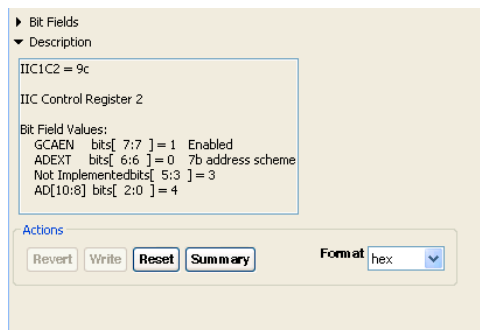 Bit Fields
Description
IIC1C2 = 9c
IIC Control Register 2
Bit Field Values:
GCAEN bits[ 7:7 ] = 1 Enabled
ADEXT bits[ 6:6 ] = 0 7b address scheme
Not Implementedbits[ 5:3 ] = 3
AD[10:8] bits[ 2:0 ] = 4
Actions
Revert Write Reset Summary Format hex